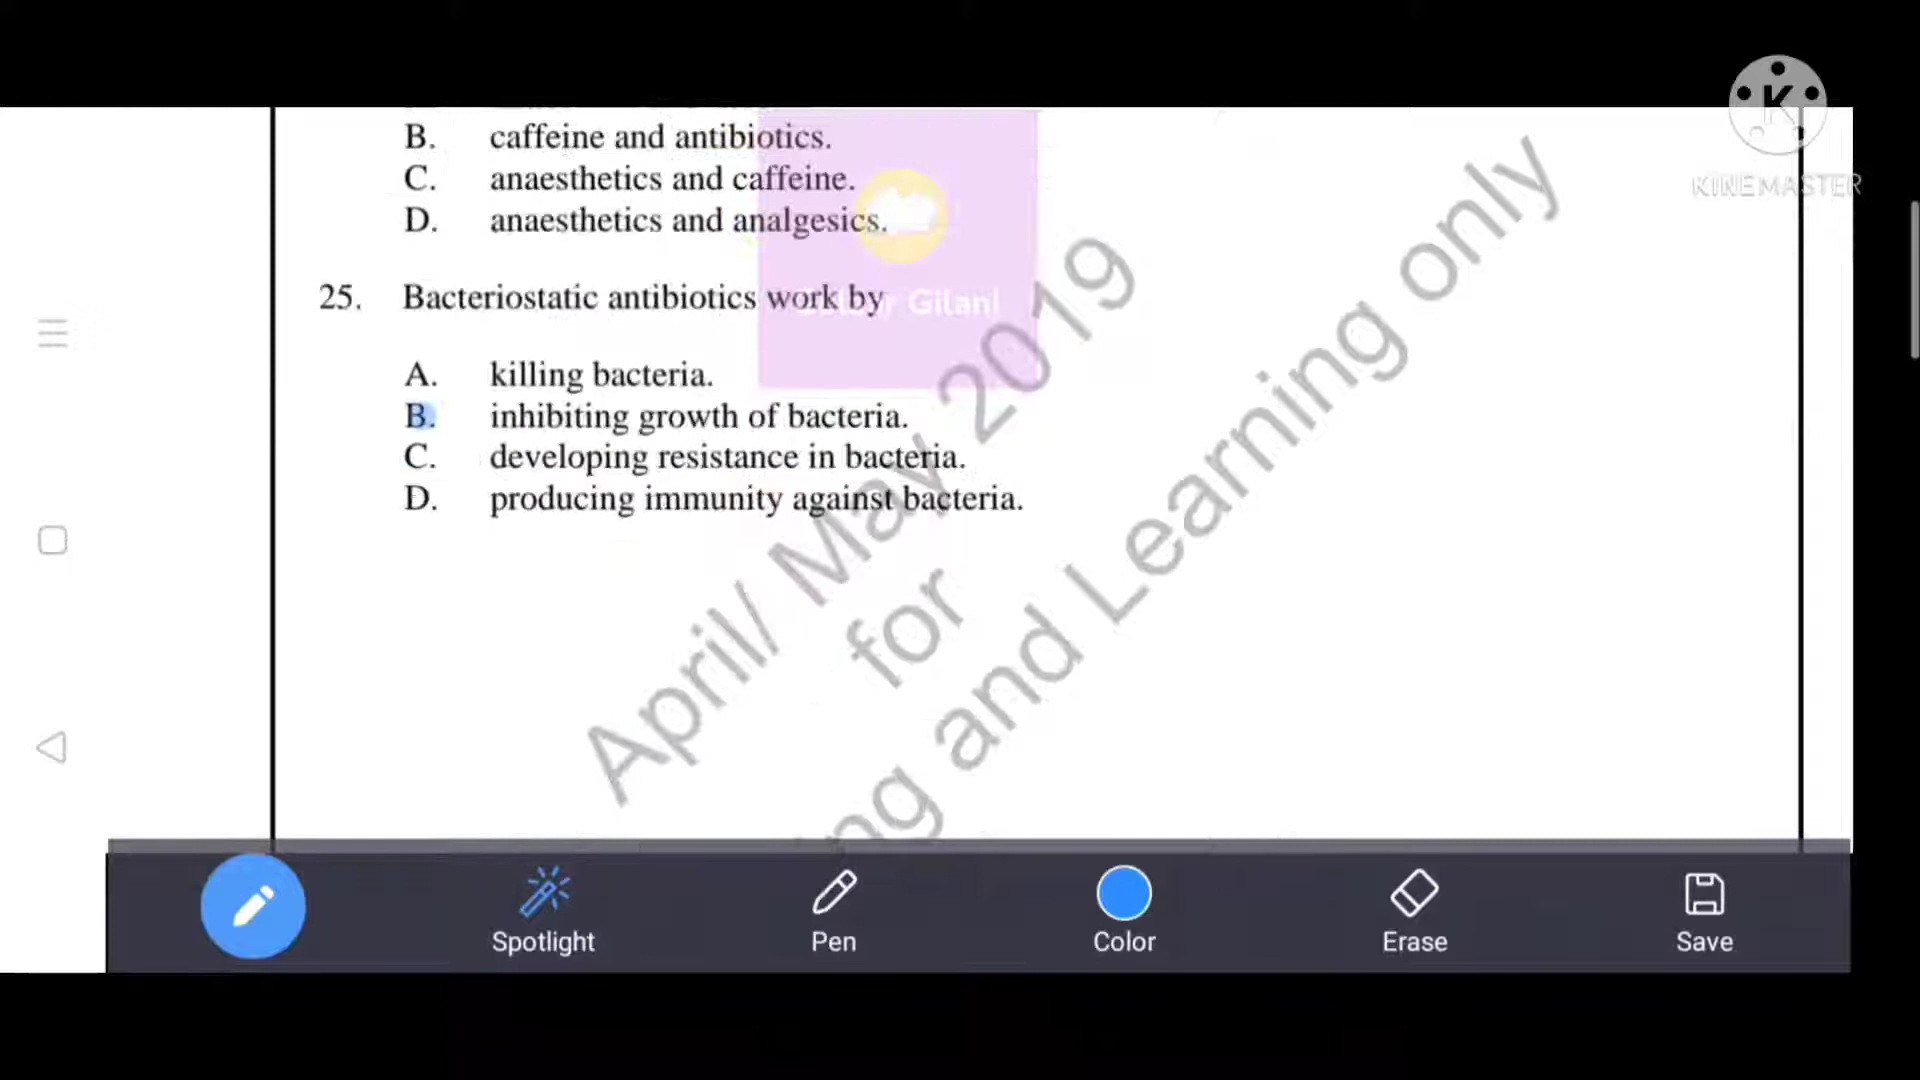 KINEMASTER
B. caffeine and antibiotics.
C. anaesthetics and caffeine.
D. anaesthetics and analgesics.
25. Bacteriostatic antibiotics work by
Gilani
A. killing bacteria.
B. inhibiting growth of bacteria.
C. developing resistance in bacteria.
D. producing immunity against bacteria.
April/ May 2019
for
and Learning only
Spotlight
Pen
Color
Erase
Save